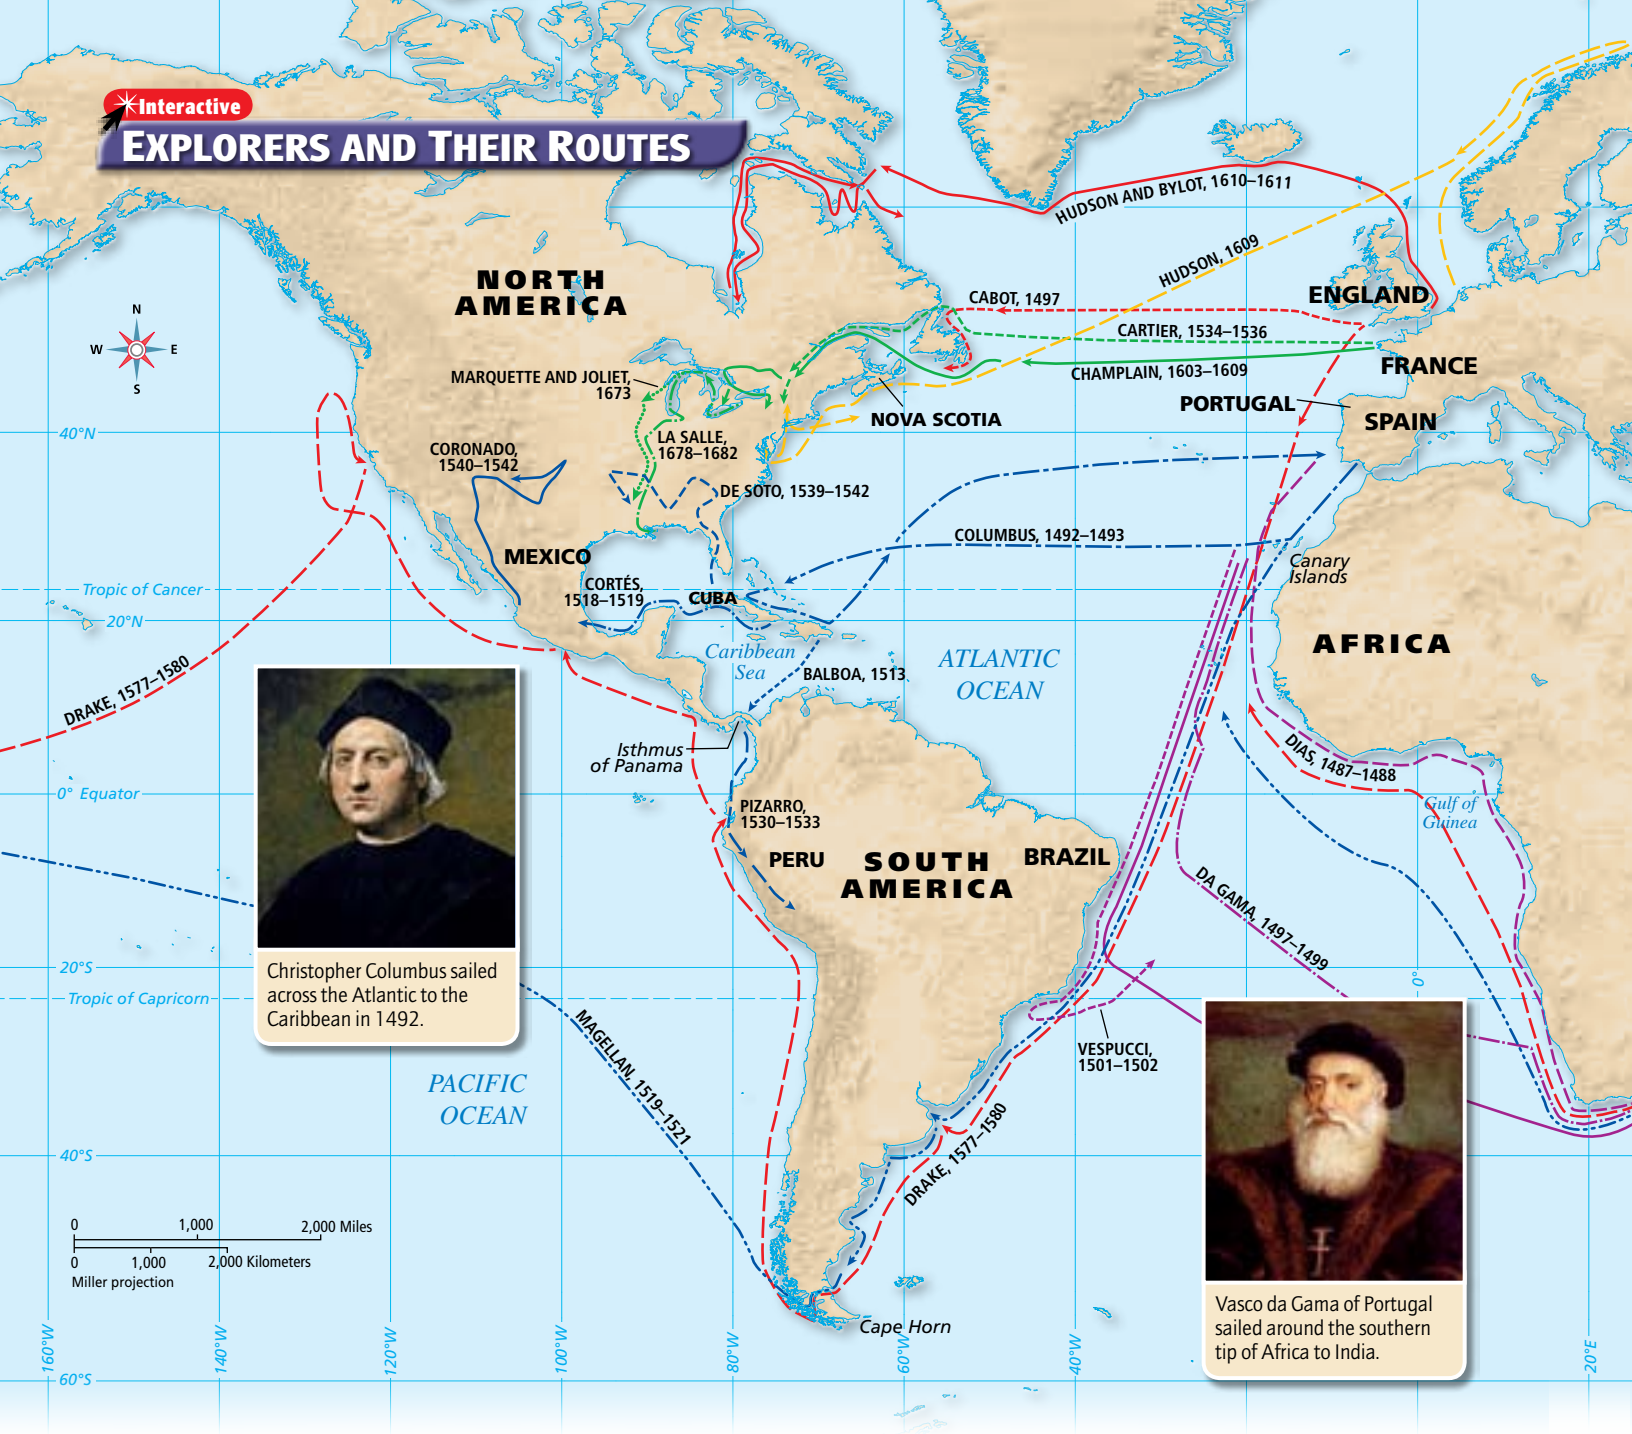 Interactive
EXPLORERS AND THEIR ROUTES
HUDSON AND BYLOT, 1610–1611
HUDSON, 1609
NORTH
AMERICA
ENGLAND
CABOT, 1497
CARTIER, 1534–1536
N
W
E
S
FRANCE
CHAMPLAIN, 1603–1609
MARQUETTE AND JOLIET,
1673
PORTUGAL
NOVA SCOTIA
SPAIN
40°N
LA SALLE,
1678–1682
CORONADO,
1540–1542
DE SOTO, 1539–1542
COLUMBUS, 1492–1493
MEXICO
Canary
Islands
Tropic of Cancer
CORTÉS,
1518–1519
CUBA
20°N
AFRICA
Caribbean
Sea
ATLANTIC
OCEAN
BALBOA, 1513
DRAKE, 1577–1580
Isthmus
of Panama
DIAS, 1487–1488
0° Equator
Gulf of
Guinea
PIZARRO,
1530–1533
PERU
SOUTH
AMERICA
BRAZIL
DA GAMA, 1497–1499
20°S
0°
Christopher Columbus sailed
across the Atlantic to the
Caribbean in 1492.
Tropic of Capricorn
MAGELLAN, 1519–1521
VESPUCCI,
1501–1502
PACIFIC
OCEAN
DRAKE, 1577–1580
40°S
0
1,000
2,000 Miles
0
1,000
2,000 Kilometers
Miller projection
Cape Horn
Vasco da Gama of Portugal
sailed around the southern
tip of Africa to India.
160°W
140°W
120°W
100°W
80°W
60°W
40°W
20°E
60°S